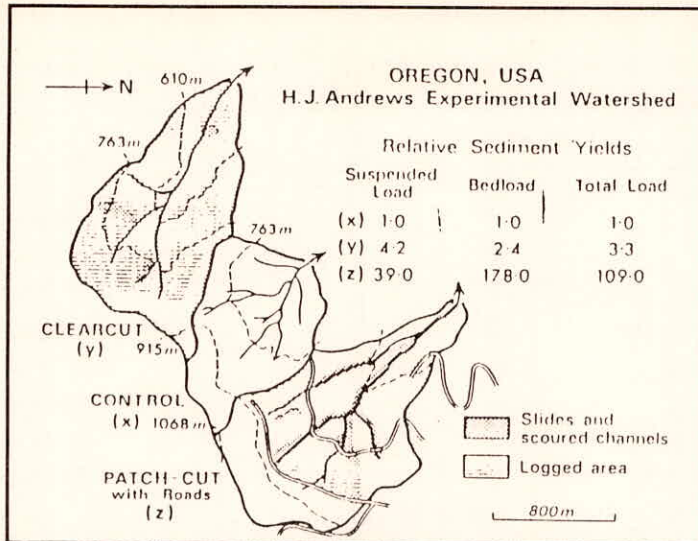 OREGON, USA
H.J. Andrews Experimental Watershed
N
610m
763m
Relative Sediment Yields
Suspended Load Bedload Total Load
(x) 1·0 1·0 1·0
(y) 4·2 2·4 3·3
(z) 39·0 178·0 109·0
763m
CLEARCUT
(y)
915m
CONTROL
(x) 1068m
PATCH-CUT
with Roads
(z)
Slides and
scoured channels
Logged area
800m